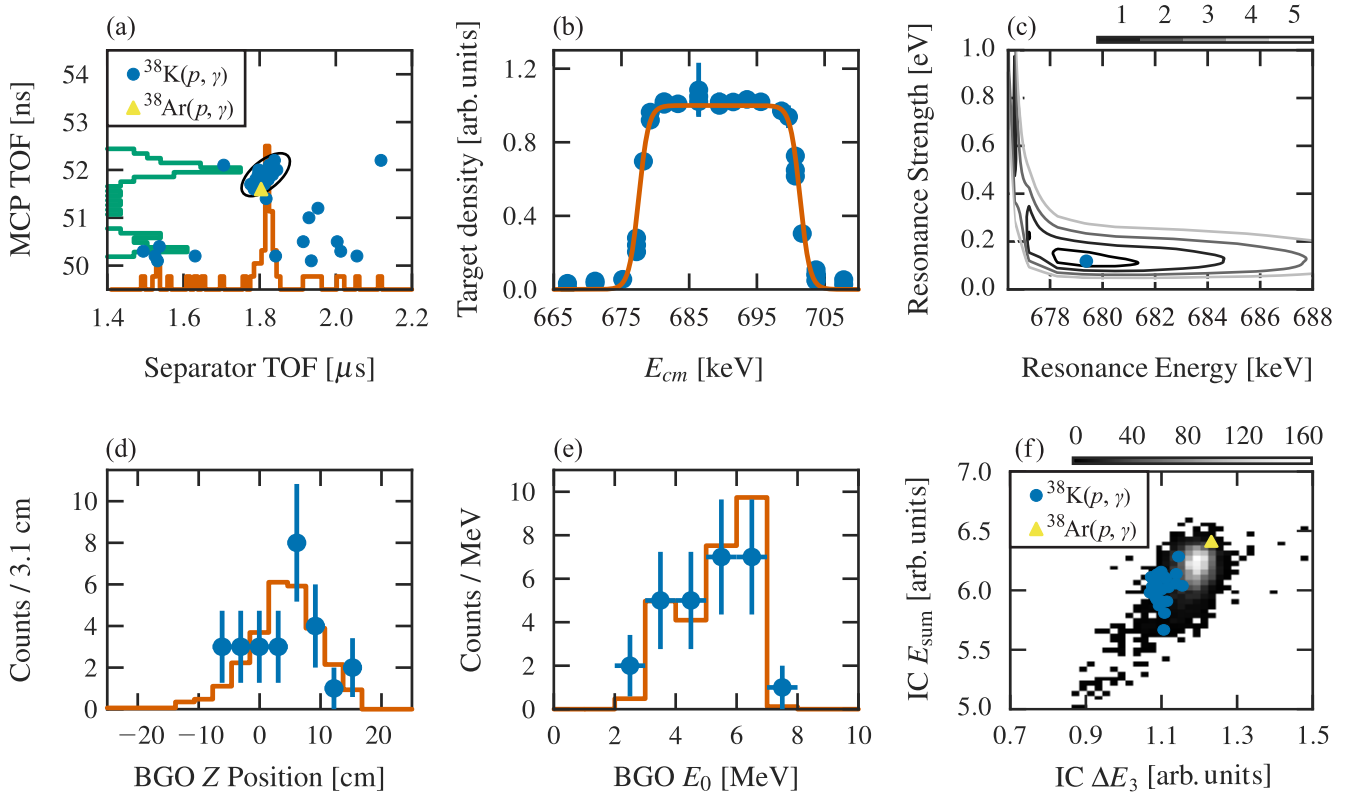 (a)
MCP TOF [ns]
54
53
52
51
50
³⁸K(p, γ)
³⁸Ar(p, γ)
1.4 1.6 1.8 2.0 2.2
Separator TOF [μs]
(b)
Target density [arb. units]
1.2
0.8
0.4
0.0
665 675 685 695 705
E_cm [keV]
(c)
1 2 3 4 5
Resonance Strength [eV]
1.0
0.8
0.6
0.4
0.2
0.0
678 680 682 684 686 688
Resonance Energy [keV]
(d)
Counts / 3.1 cm
10
8
6
4
2
0
−20 −10 0 10 20
BGO Z Position [cm]
(e)
Counts / MeV
10
8
6
4
2
0
0 2 4 6 8 10
BGO E₀ [MeV]
(f)
0 40 80 120 160
IC E_sum [arb. units]
7.0
6.5
6.0
5.5
5.0
³⁸K(p, γ)
³⁸Ar(p, γ)
0.7 0.9 1.1 1.3 1.5
IC ΔE₃ [arb. units]